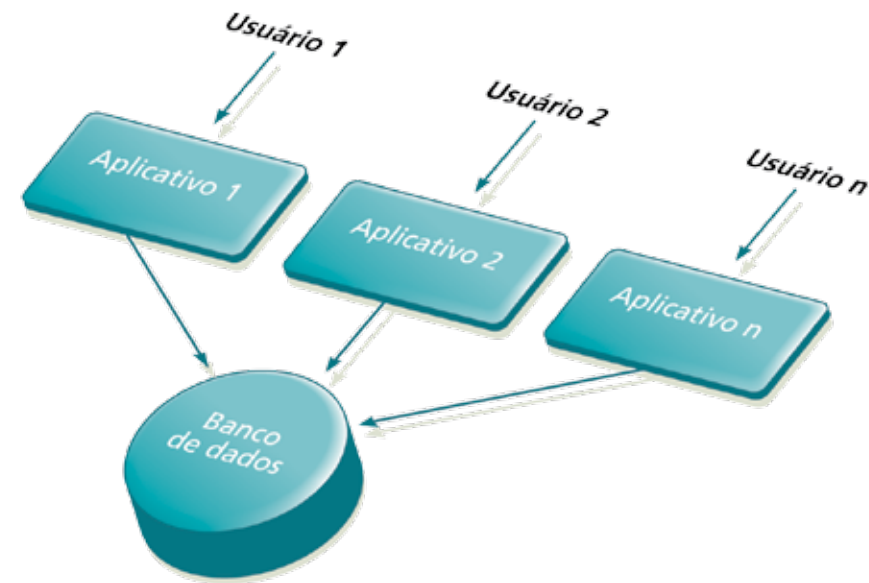 Usuário 1
Usuário 2
Usuário n
Aplicativo 1
Aplicativo 2
Aplicativo n
Banco
de dados